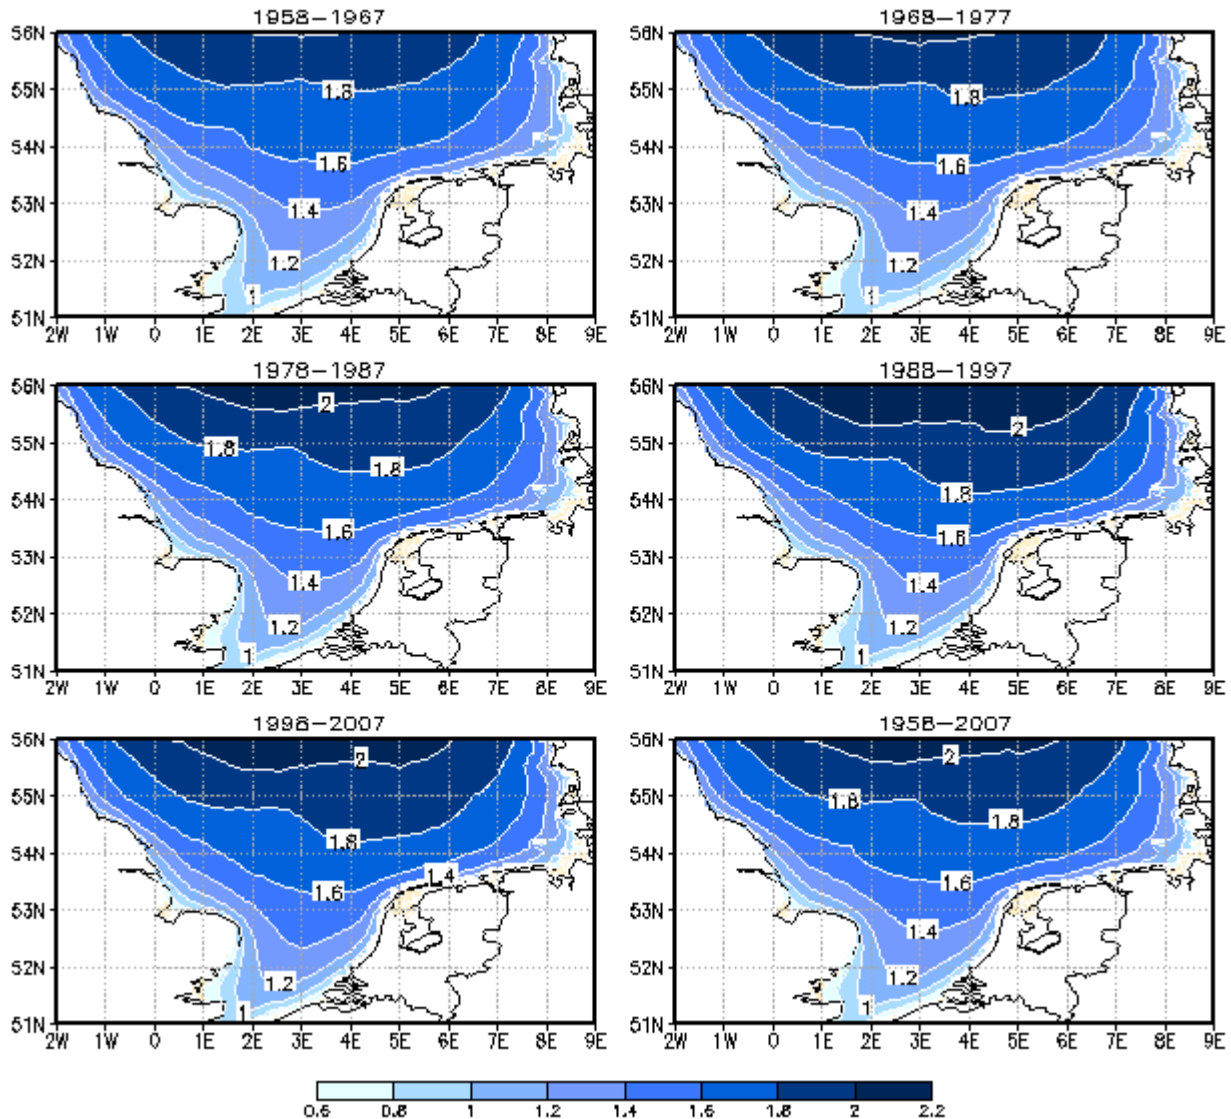 1958-1967 1968-1977
56N 56N
55N 1.8 55N 1.8
54N 1.6 54N 1.6
53N 1.4 53N 1.4
52N 1.2 52N 1.2
1 1
51N 51N
2W 1W 0 1E 2E 3E 4E 5E 6E 7E 8E 9E 2W 1W 0 1E 2E 3E 4E 5E 6E 7E 8E 9E
1978-1987 1988-1997
56N 2 56N 2
55N 1.8 1.8 55N 1.8
54N 1.6 54N 1.6
53N 1.4 53N 1.4
52N 1.2 52N 1.2
1 1
51N 51N
2W 1W 0 1E 2E 3E 4E 5E 6E 7E 8E 9E 2W 1W 0 1E 2E 3E 4E 5E 6E 7E 8E 9E
1998-2007 1958-2007
56N 2 56N 2
55N 1.8 55N 1.8 1.8
54N 1.6 1.4 54N 1.6
53N 53N 1.4
52N 1.2 52N 1.2
1 1
51N 51N
2W 1W 0 1E 2E 3E 4E 5E 6E 7E 8E 9E 2W 1W 0 1E 2E 3E 4E 5E 6E 7E 8E 9E
0.6 0.8 1 1.2 1.4 1.6 1.8 2 2.2